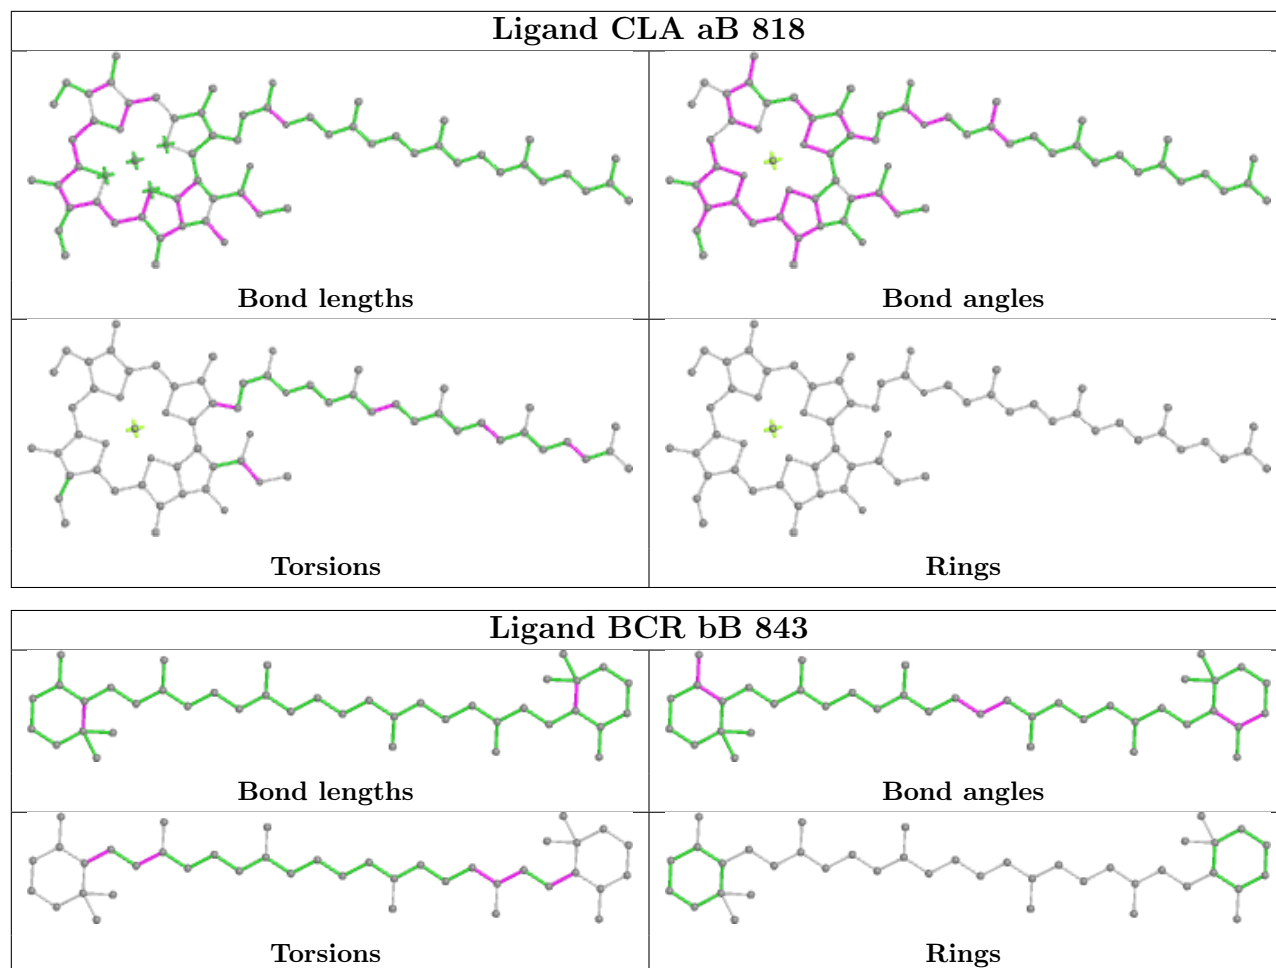 Ligand CLA aB 818
Bond lengths
Bond angles
Torsions
Rings
Ligand BCR bB 843
Bond lengths
Bond angles
Torsions
Rings